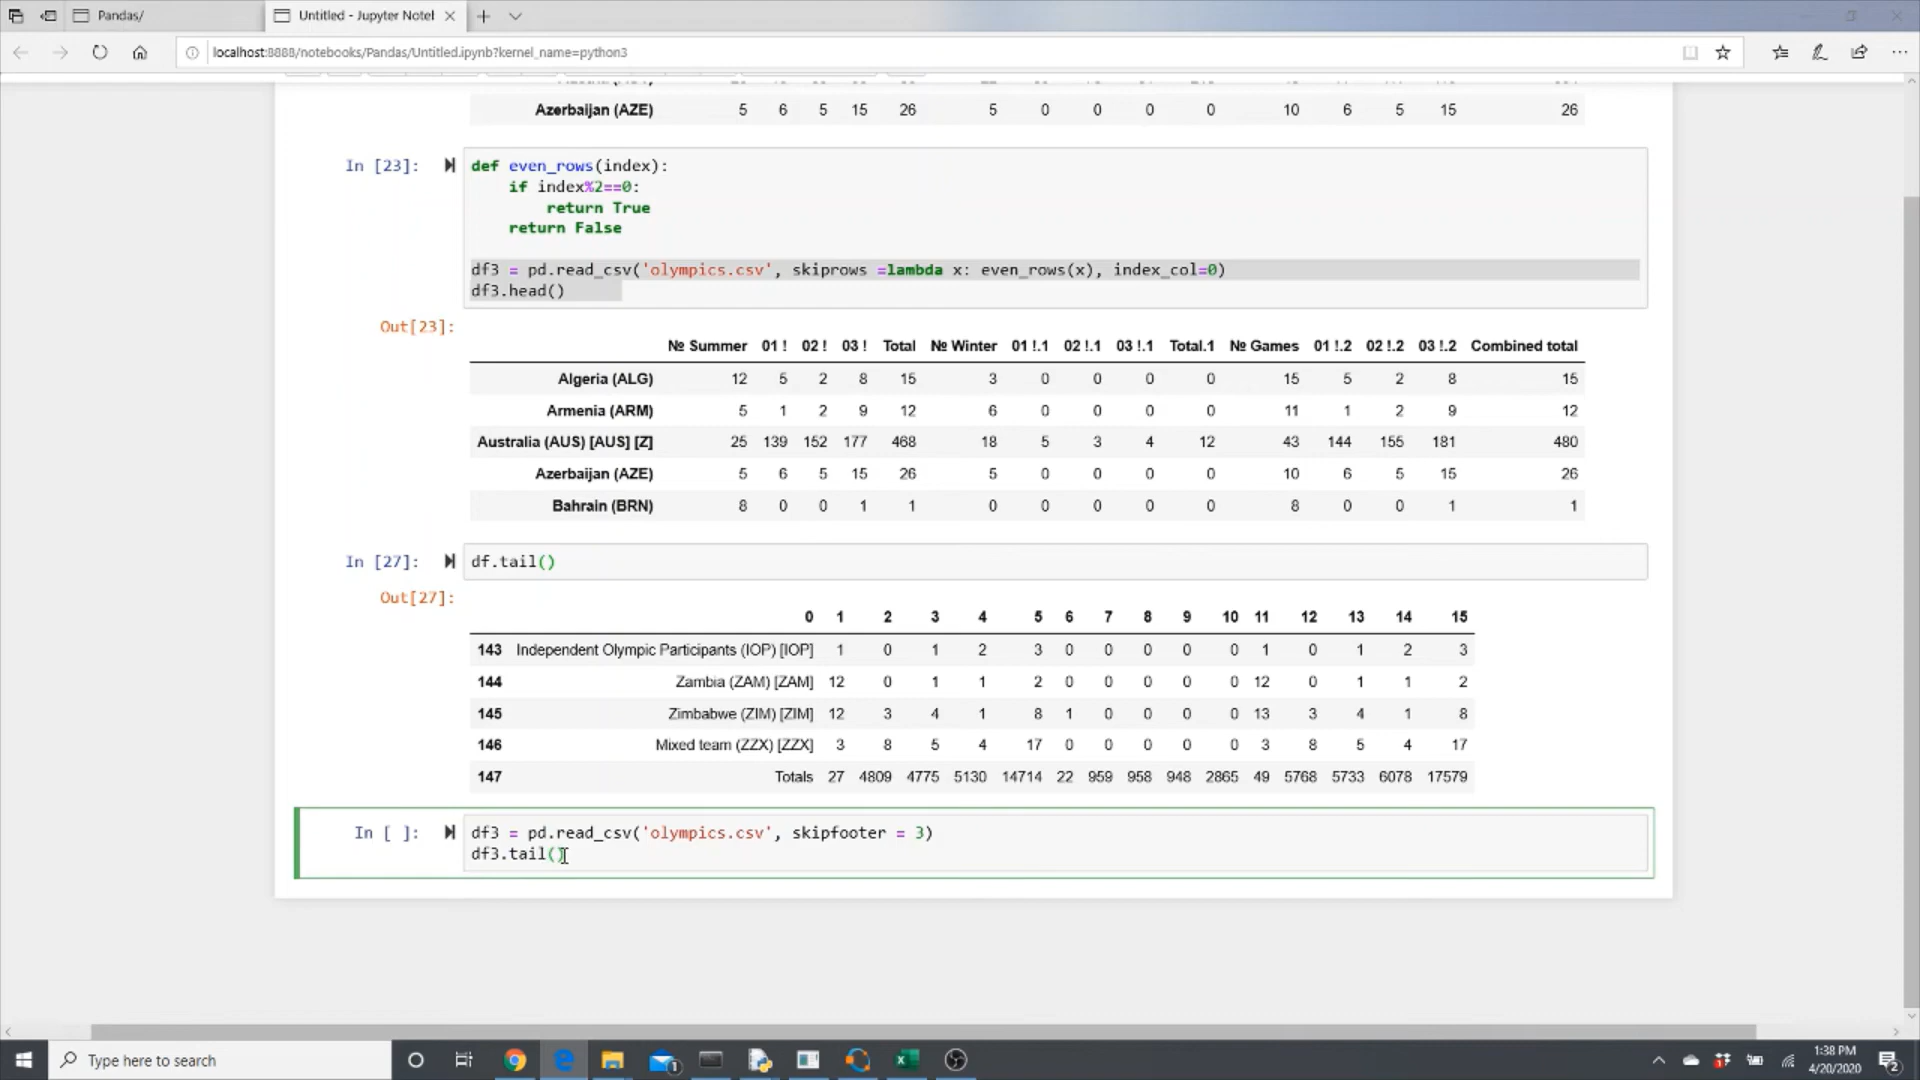 Pandas/
Untitled - Jupyter Notel
localhost:8888/notebooks/Pandas/Untitled.ipynb?kernel_name=python3
Azerbaijan (AZE) 5 6 5 15 26 5 0 0 0 0 10 6 5 15 26
In [23]: def even_rows(index):
if index%2==0:
return True
return False
df3 = pd.read_csv('olympics.csv', skiprows =lambda x: even_rows(x), index_col=0)
df3.head()
Out[23]:
№ Summer 01 ! 02 ! 03 ! Total № Winter 01 !.1 02 !.1 03 !.1 Total.1 № Games 01 !.2 02 !.2 03 !.2 Combined total
Algeria (ALG) 12 5 2 8 15 3 0 0 0 0 15 5 2 8 15
Armenia (ARM) 5 1 2 9 12 6 0 0 0 0 11 1 2 9 12
Australia (AUS) [AUS] [Z] 25 139 152 177 468 18 5 3 4 12 43 144 155 181 480
Azerbaijan (AZE) 5 6 5 15 26 5 0 0 0 0 10 6 5 15 26
Bahrain (BRN) 8 0 0 1 1 0 0 0 0 0 8 0 0 1 1
In [27]: df.tail()
Out[27]:
0 1 2 3 4 5 6 7 8 9 10 11 12 13 14 15
143 Independent Olympic Participants (IOP) [IOP] 1 0 1 2 3 0 0 0 0 0 1 0 1 2 3
144 Zambia (ZAM) [ZAM] 12 0 1 1 2 0 0 0 0 0 12 0 1 1 2
145 Zimbabwe (ZIM) [ZIM] 12 3 4 1 8 1 0 0 0 0 13 3 4 1 8
146 Mixed team (ZZX) [ZZX] 3 8 5 4 17 0 0 0 0 0 3 8 5 4 17
147 Totals 27 4809 4775 5130 14714 22 959 958 948 2865 49 5768 5733 6078 17579
In [ ]: df3 = pd.read_csv('olympics.csv', skipfooter = 3)
df3.tail()
Type here to search
1:38 PM
4/20/2020